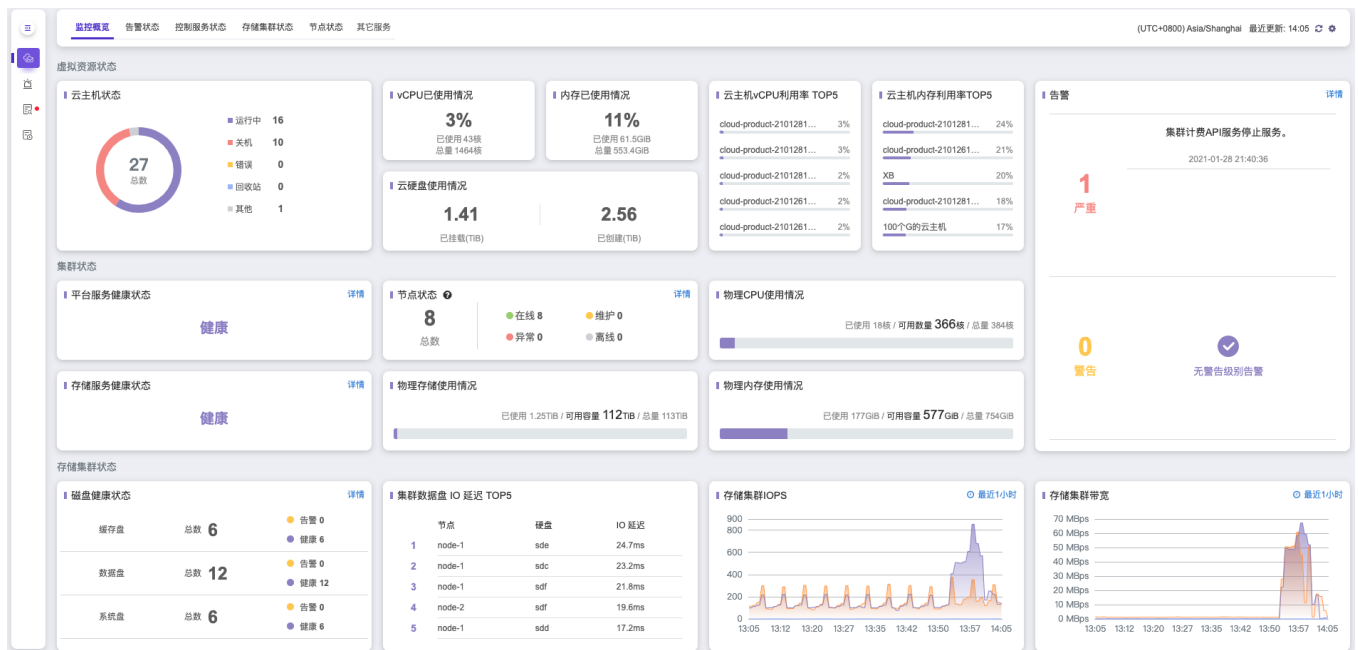 监控概览 告警状态 控制服务状态 存储集群状态 节点状态 其它服务
(UTC+0800) Asia/Shanghai 最近更新: 14:05
虚拟资源状态
云主机状态
27
总数
运行中 16
关机 10
错误 0
回收站 0
其他 1
vCPU已使用情况
3%
已使用 43核
总量 1464核
内存已使用情况
11%
已使用 61.5GiB
总量 553.4GiB
云硬盘使用情况
1.41
已挂载(TiB)
2.56
已创建(TiB)
云主机vCPU利用率 TOP5
cloud-product-2101281... 3%
cloud-product-2101281... 3%
cloud-product-2101281... 2%
cloud-product-2101261... 2%
cloud-product-2101261... 2%
云主机内存利用率TOP5
cloud-product-2101281... 24%
cloud-product-2101261... 21%
XB 20%
cloud-product-2101281... 18%
100个G的云主机 17%
告警 详情
集群计费API服务停止服务。
2021-01-28 21:40:36
1
严重
0
警告
无警告级别告警
集群状态
平台服务健康状态 详情
健康
节点状态 详情
8
总数
在线 8
维护 0
异常 0
离线 0
物理CPU使用情况
已使用 18核 / 可用数量 366核 / 总量 384核
存储服务健康状态 详情
健康
物理存储使用情况
已使用 1.25TiB / 可用容量 112TiB / 总量 113TiB
物理内存使用情况
已使用 177GiB / 可用容量 577GiB / 总量 754GiB
存储集群状态
磁盘健康状态 详情
缓存盘 总数 6
告警 0
健康 6
数据盘 总数 12
告警 0
健康 12
系统盘 总数 6
告警 0
健康 6
集群数据盘 IO 延迟 TOP5
节点 硬盘 IO 延迟
1 node-1 sde 24.7ms
2 node-1 sdc 23.2ms
3 node-1 sdf 21.8ms
4 node-2 sdf 19.6ms
5 node-1 sdd 17.2ms
存储集群IOPS 最近1小时
900
800
600
400
200
0
13:05 13:12 13:20 13:27 13:35 13:42 13:50 13:57 14:05
存储集群带宽 最近1小时
70 MBps
60 MBps
50 MBps
40 MBps
30 MBps
20 MBps
10 MBps
0 MBps
13:05 13:12 13:20 13:27 13:35 13:42 13:50 13:57 14:05